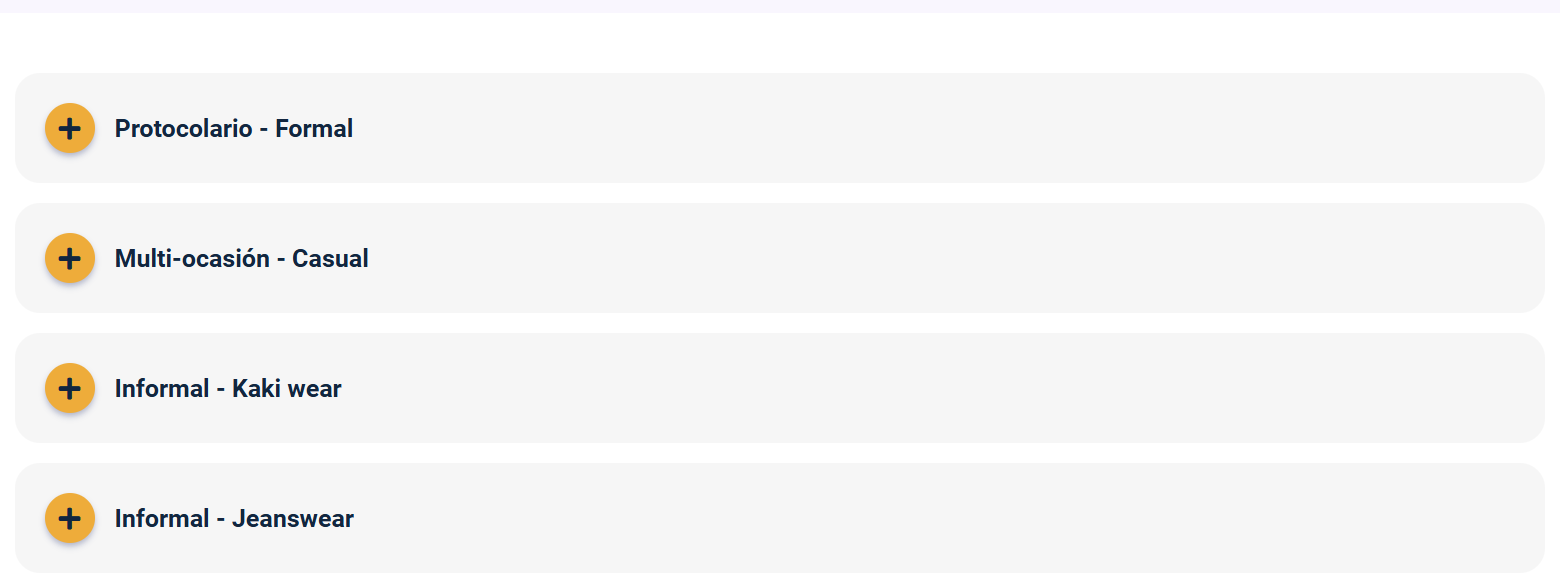 Protocolario - Formal
Multi-ocasión - Casual
Informal - Kaki wear
Informal - Jeanswear